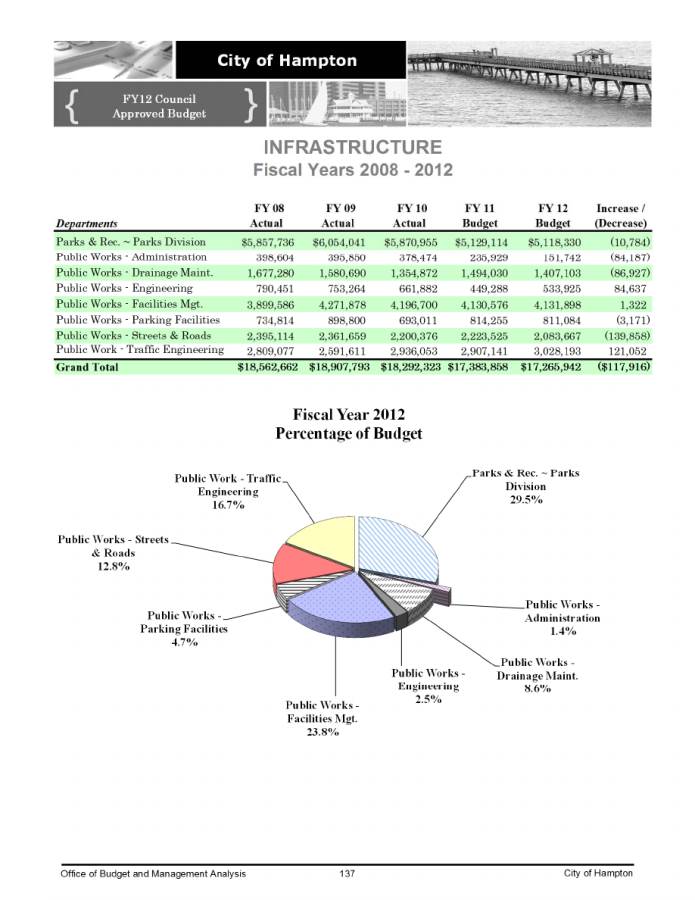 City of Hampton
FY12 Council
Approved Budget
INFRASTRUCTURE
Fiscal Years 2008 - 2012
FY 08 FY 09 FY 10 FY 11 FY 12 Increase /
Departments Actual Actual Actual Budget Budget (Decrease)
Parks & Rec. ~ Parks Division $5,857,736 $6,054,041 $5,870,955 $5,129,114 $5,118,330 (10,784)
Public Works - Administration 398,604 395,850 378,474 235,929 151,742 (84,187)
Public Works - Drainage Maint. 1,677,280 1,580,690 1,354,872 1,494,030 1,407,103 (86,927)
Public Works - Engineering 790,451 753,264 661,882 449,288 533,925 84,637
Public Works - Facilities Mgt. 3,899,586 4,271,878 4,196,700 4,130,576 4,131,898 1,322
Public Works - Parking Facilities 734,814 898,800 693,011 814,255 811,084 (3,171)
Public Works - Streets & Roads 2,395,114 2,361,659 2,200,376 2,223,525 2,083,667 (139,858)
Public Work - Traffic Engineering 2,809,077 2,591,611 2,936,053 2,907,141 3,028,193 121,052
Grand Total $18,562,662 $18,907,793 $18,292,323 $17,383,858 $17,265,942 ($117,916)
Fiscal Year 2012
Percentage of Budget
Public Work - Traffic
Engineering
16.7%
Parks & Rec. ~ Parks
Division
29.5%
Public Works - Streets
& Roads
12.8%
Public Works -
Administration
1.4%
Public Works -
Parking Facilities
4.7%
Public Works -
Drainage Maint.
8.6%
Public Works -
Engineering
2.5%
Public Works -
Facilities Mgt.
23.8%
Office of Budget and Management Analysis 137 City of Hampton